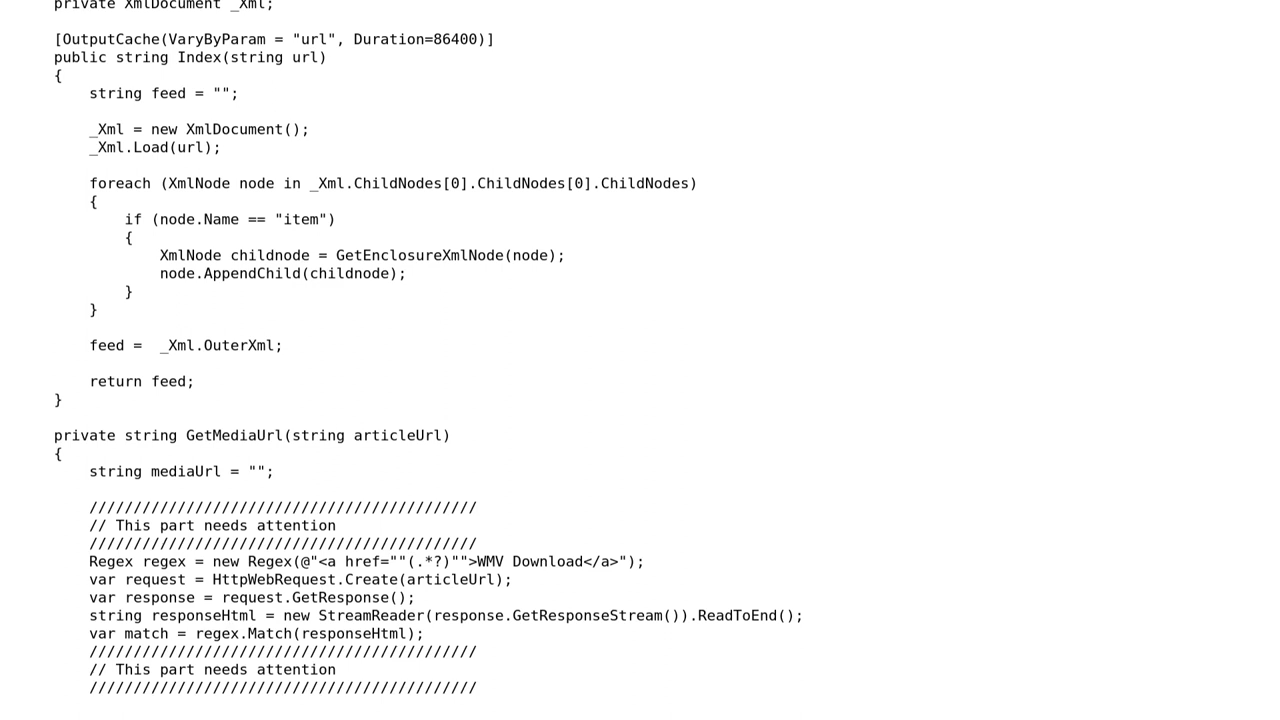 private XmlDocument _Xml;

[OutputCache(VaryByParam = "url", Duration=86400)]
public string Index(string url)
{
    string feed = "";

    _Xml = new XmlDocument();
    _Xml.Load(url);

    foreach (XmlNode node in _Xml.ChildNodes[0].ChildNodes[0].ChildNodes)
    {
        if (node.Name == "item")
        {
            XmlNode childnode = GetEnclosureXmlNode(node);
            node.AppendChild(childnode);
        }
    }

    feed =  _Xml.OuterXml;

    return feed;
}

private string GetMediaUrl(string articleUrl)
{
    string mediaUrl = "";

    ////////////////////////////////////////////
    // This part needs attention
    ////////////////////////////////////////////
    Regex regex = new Regex(@"<a href=""(.*?)"">WMV Download</a>");
    var request = HttpWebRequest.Create(articleUrl);
    var response = request.GetResponse();
    string responseHtml = new StreamReader(response.GetResponseStream()).ReadToEnd();
    var match = regex.Match(responseHtml);
    ////////////////////////////////////////////
    // This part needs attention
    ////////////////////////////////////////////